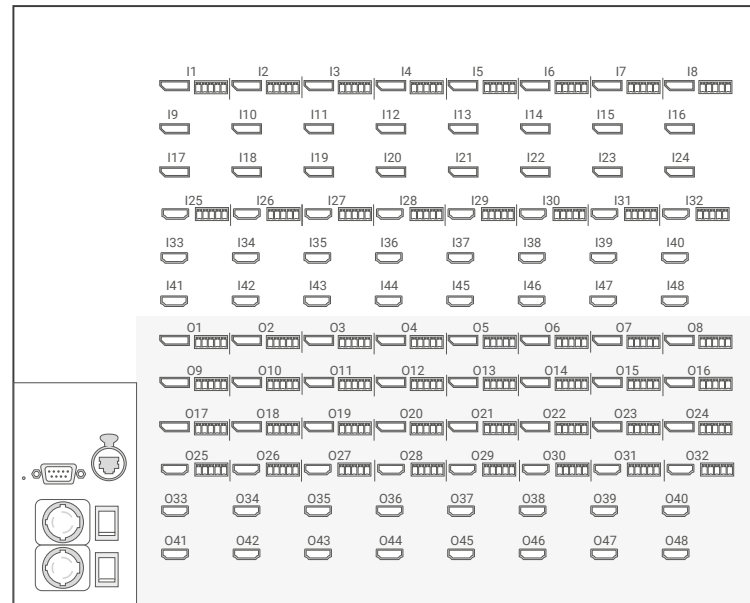 I1 I2 I3 I4 I5 I6 I7 I8
I9 I10 I11 I12 I13 I14 I15 I16
I17 I18 I19 I20 I21 I22 I23 I24
I25 I26 I27 I28 I29 I30 I31 I32
I33 I34 I35 I36 I37 I38 I39 I40
I41 I42 I43 I44 I45 I46 I47 I48
O1 O2 O3 O4 O5 O6 O7 O8
O9 O10 O11 O12 O13 O14 O15 O16
O17 O18 O19 O20 O21 O22 O23 O24
O25 O26 O27 O28 O29 O30 O31 O32
O33 O34 O35 O36 O37 O38 O39 O40
O41 O42 O43 O44 O45 O46 O47 O48